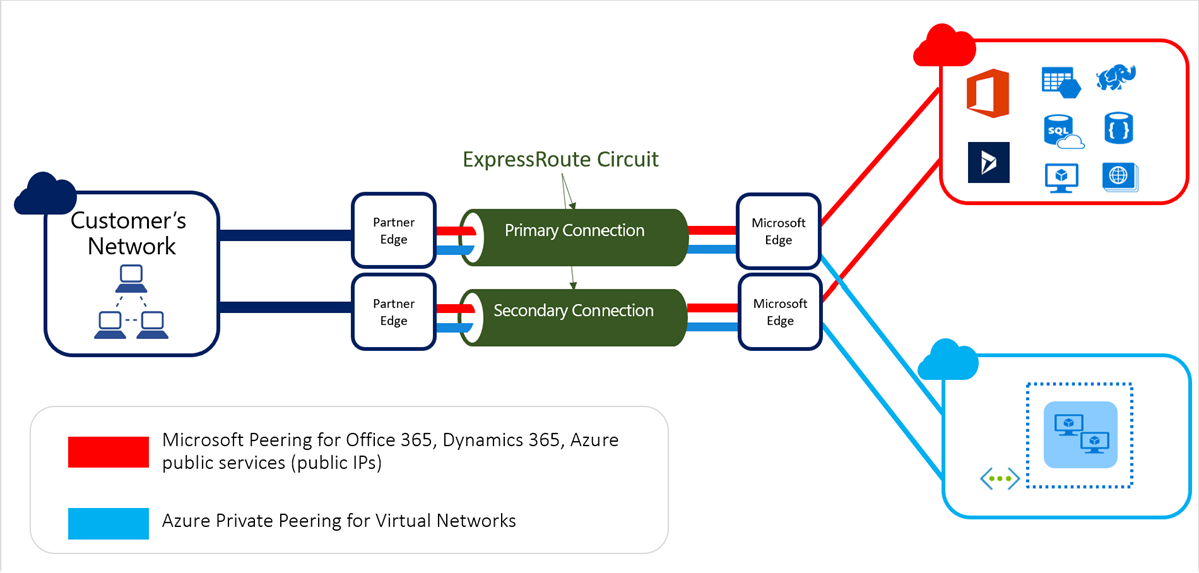 ExpressRoute Circuit
Customer's
Network
Partner
Edge
Primary Connection
Microsoft
Edge
Partner
Edge
Secondary Connection
Microsoft
Edge
SQL
Microsoft Peering for Office 365, Dynamics 365, Azure
public services (public IPs)
Azure Private Peering for Virtual Networks